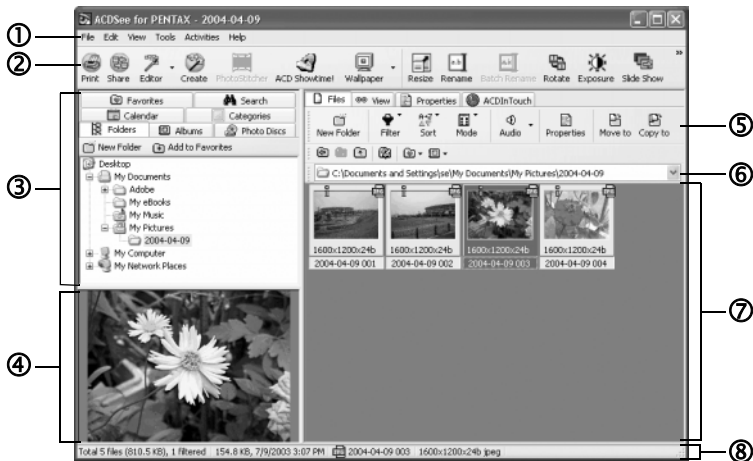 ACDSee for PENTAX - 2004-04-09
① File Edit View Tools Activities Help
② Print Share Editor Create PhotoStitcher ACD Showtime! Wallpaper Resize Rename Batch Rename Rotate Exposure Slide Show »
Favorites Search
Calendar Categories
Folders Albums Photo Discs
New Folder Add to Favorites
③
Desktop
My Documents
Adobe
My eBooks
My Music
My Pictures
2004-04-09
My Computer
My Network Places
④
Files View Properties ACDInTouch
New Folder Filter Sort Mode Audio Properties Move to Copy to
⑤
C:\Documents and Settings\se\My Documents\My Pictures\2004-04-09
⑥
1600x1200x24b 1600x1200x24b 1600x1200x24b 1600x1200x24b
2004-04-09 001 2004-04-09 002 2004-04-09 003 2004-04-09 004
⑦
Total 5 files (810.5 KB), 1 filtered 154.8 KB, 7/9/2003 3:07 PM 2004-04-09 003 1600x1200x24b jpeg
⑧